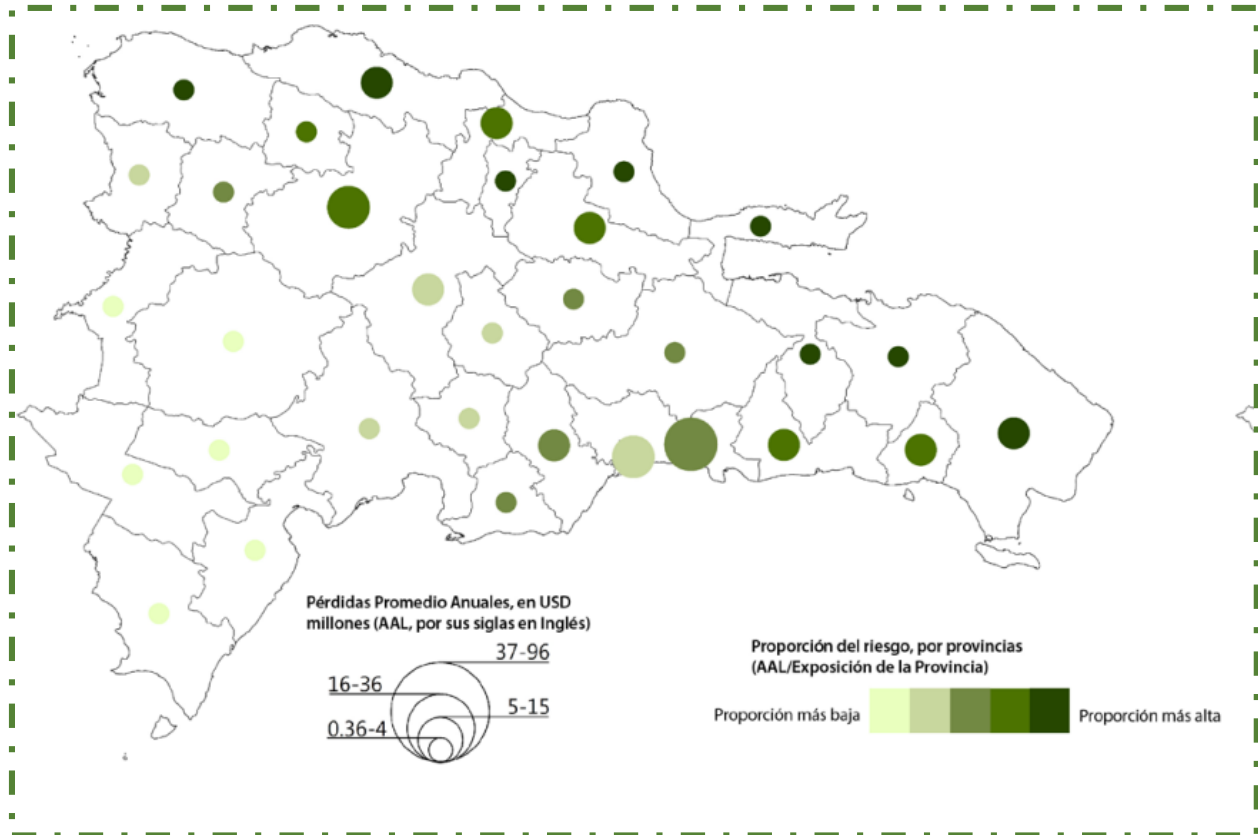 Pérdidas Promedio Anuales, en USD
millones (AAL, por sus siglas en Inglés)
37-96
16-36
5-15
0.36-4
Proporción del riesgo, por provincias
(AAL/Exposición de la Provincia)
Proporción más baja
Proporción más alta